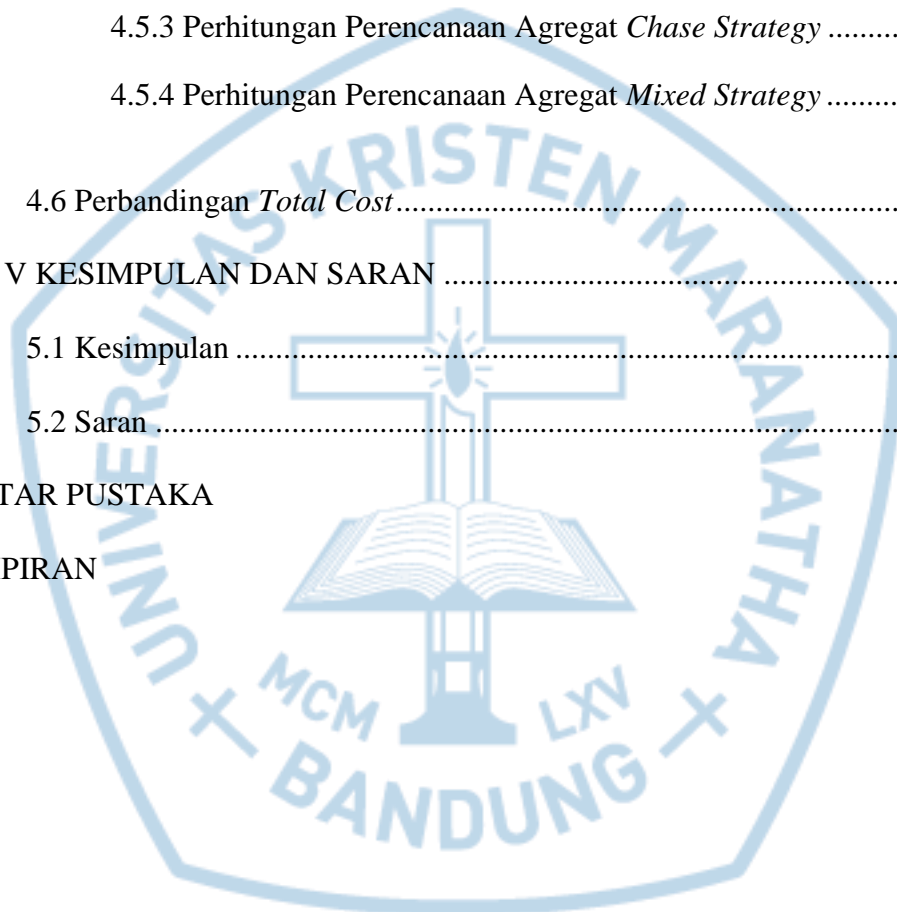 4.5.3 Perhitungan Perencanaan Agregat Chase Strategy .........
4.5.4 Perhitungan Perencanaan Agregat Mixed Strategy .........
4.6 Perbandingan Total Cost...............................................................
V KESIMPULAN DAN SARAN .........................................................
5.1 Kesimpulan ...................................................................................
5.2 Saran .............................................................................................
TAR PUSTAKA
PIRAN
UNIVERSITAS KRISTEN MARANATHA
MCM LXV
BANDUNG